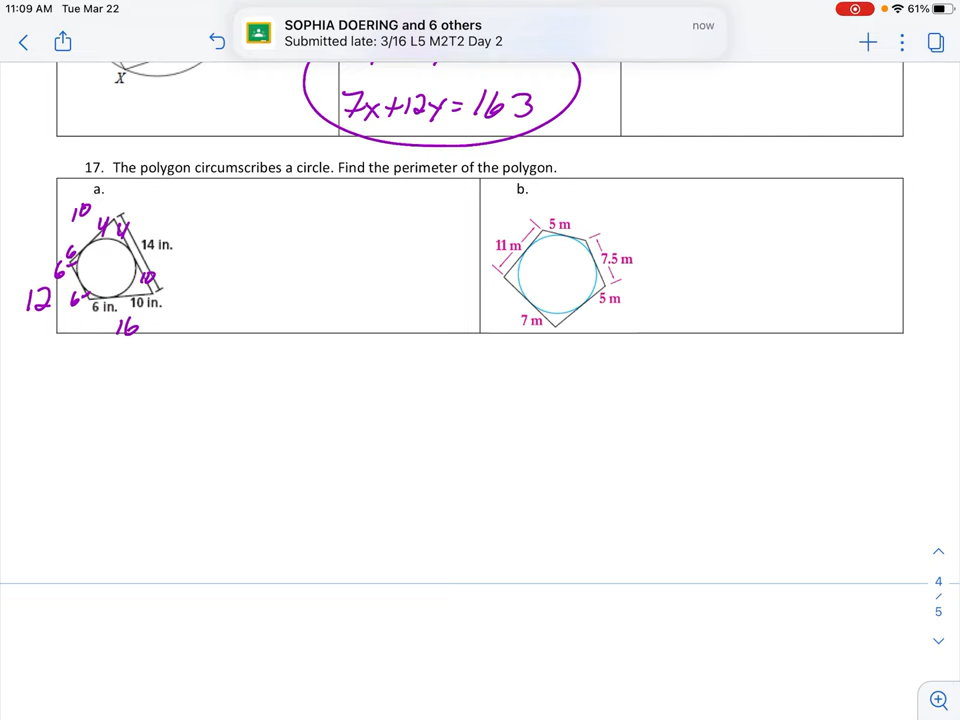 11:09 AM Tue Mar 22
61%
SOPHIA DOERING and 6 others
now
Submitted late: 3/16 L5 M2T2 Day 2
X
7x+12y=163
17. The polygon circumscribes a circle. Find the perimeter of the polygon.
a.
b.
10
4 4
14 in.
6
6
10
12
6
6 in. 10 in.
16
5 m
11 m
7.5 m
5 m
7 m
4
/
5